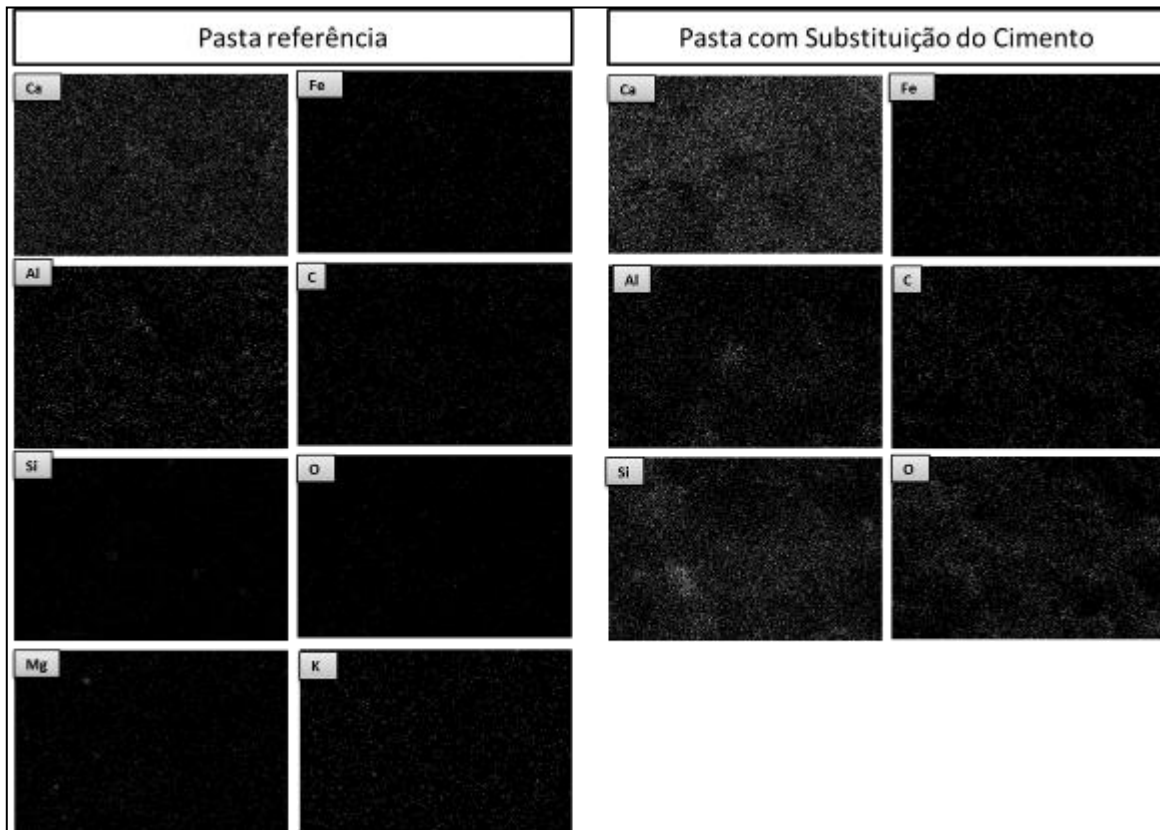 Pasta referência
Pasta com Substituição do Cimento
Ca
Fe
Ca
Fe
Al
C
Al
C
Si
O
Si
O
Mg
K